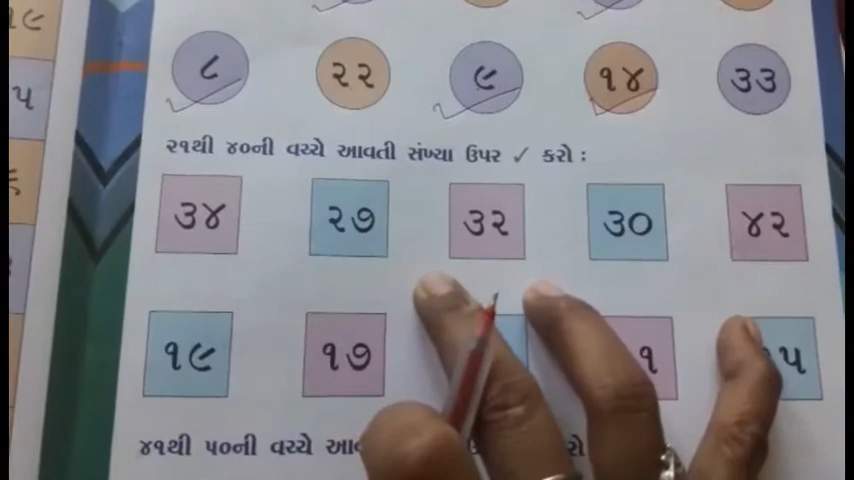 ૮ ૨૨ ૯ ૧૪ ૩૩
૨૧થી ૪૦ની વચ્ચે આવતી સંખ્યા ઉપર ✓ કરો :
૩૪ ૨૭ ૩૨ ૩૦ ૪૨
૧૯ ૧૭
૪૧થી ૫૦ની વચ્ચે